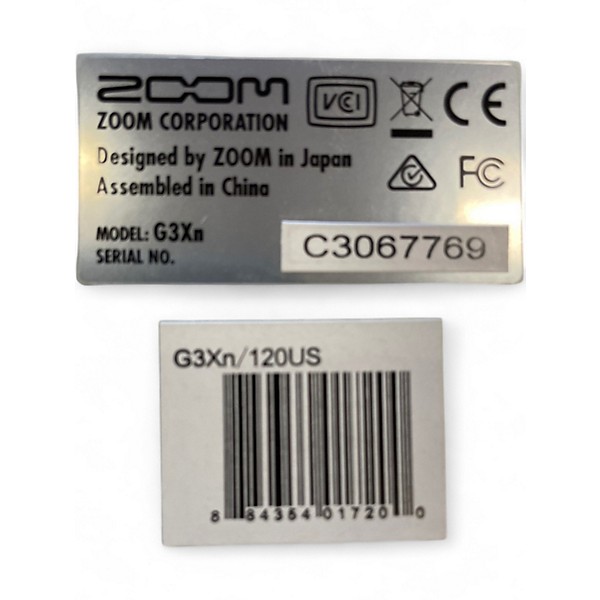 ZOOM VCI CE
ZOOM CORPORATION
Designed by ZOOM in Japan
Assembled in China
FC
MODEL: G3Xn
SERIAL NO. C3067769
G3Xn/120US
8 84354 01720 0